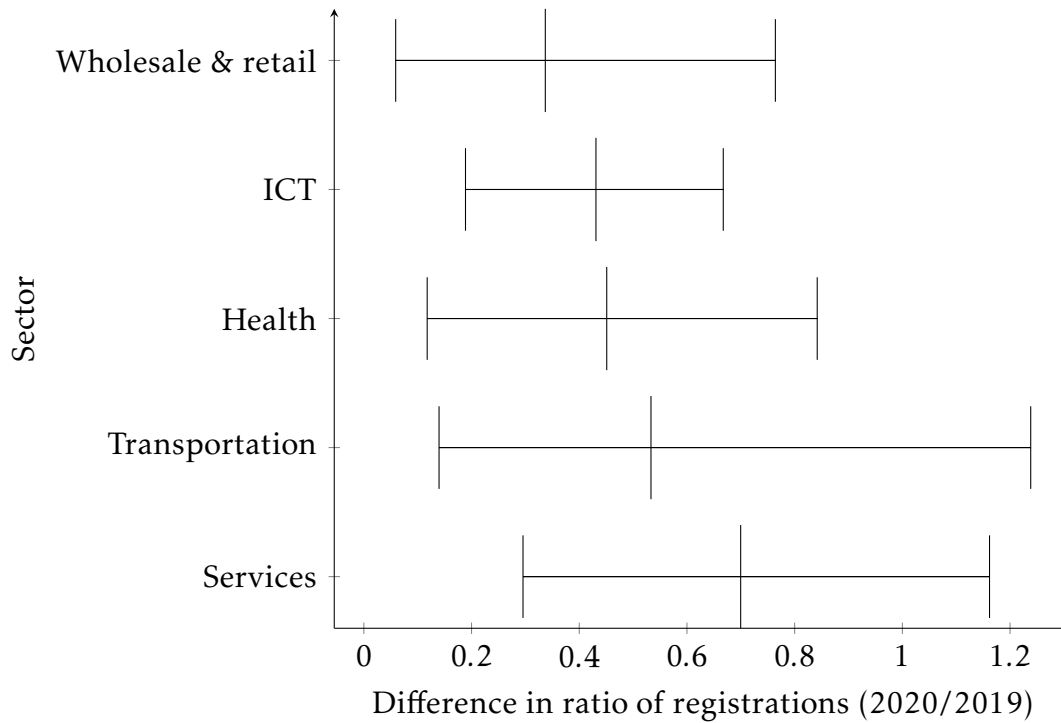 Wholesale & retail
ICT
Health
Transportation
Services
Sector
0 0.2 0.4 0.6 0.8 1 1.2
Difference in ratio of registrations (2020/2019)